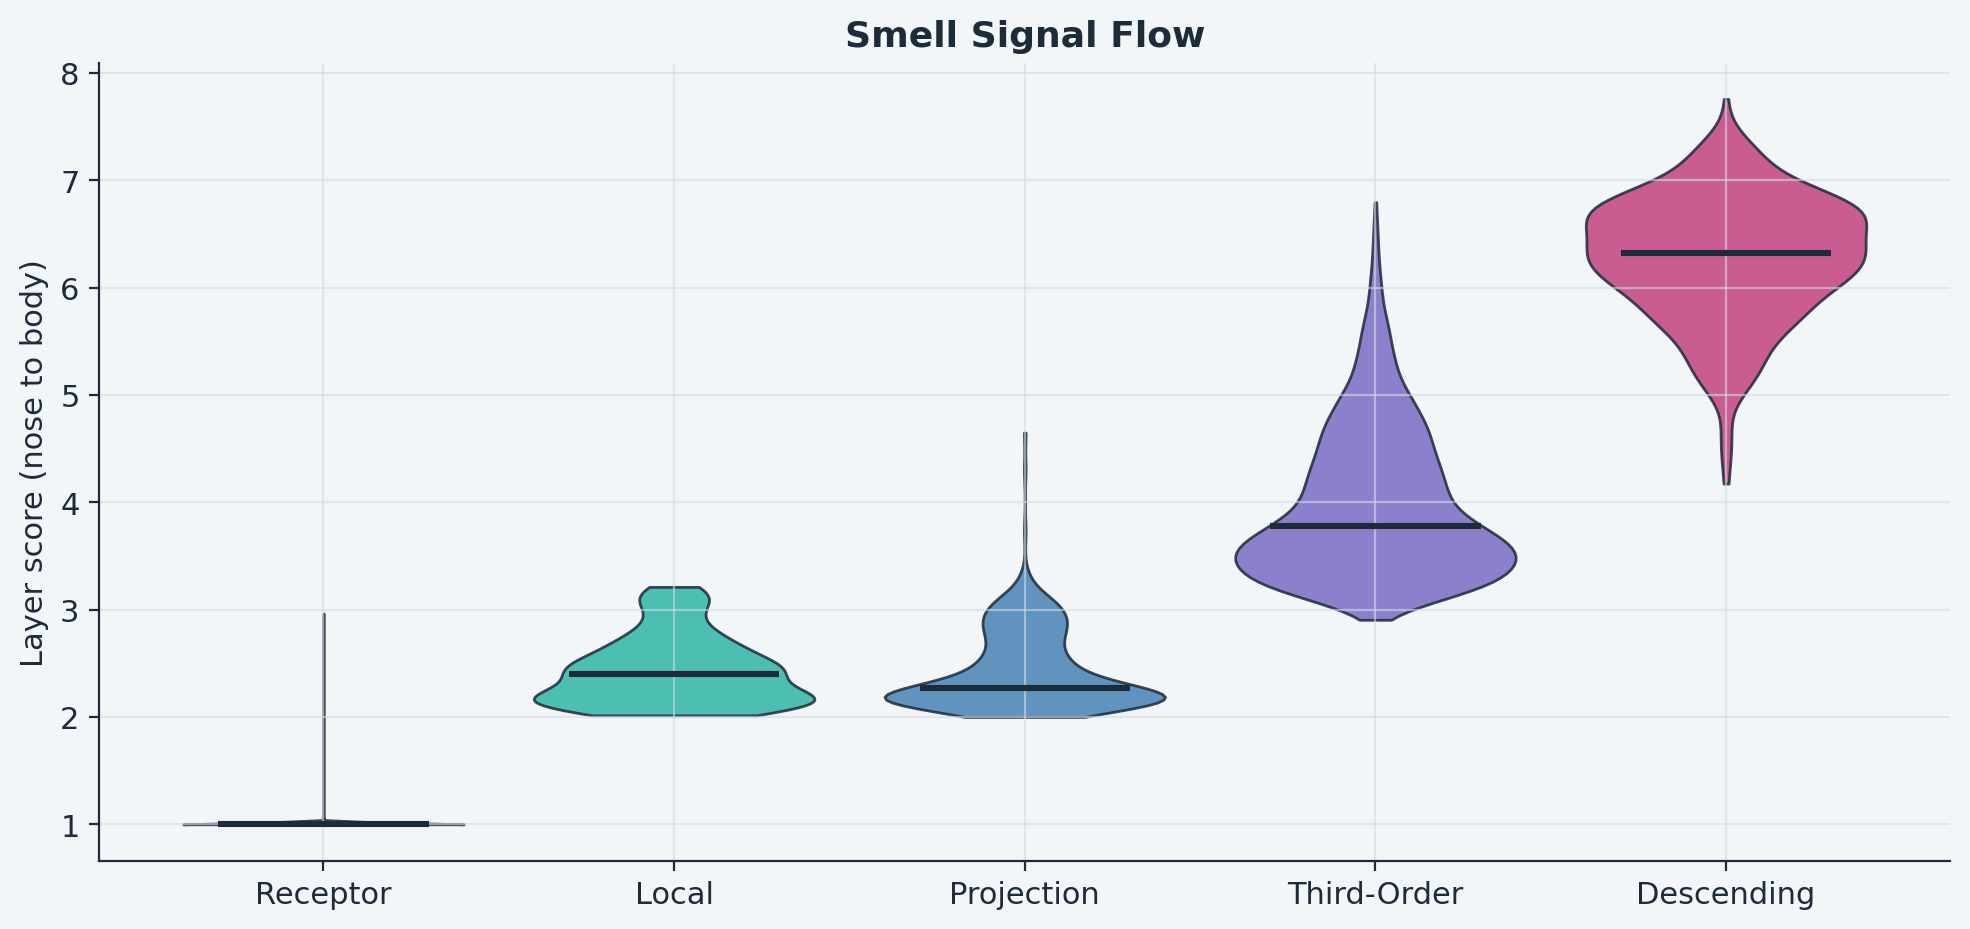 Smell Signal Flow
Layer score (nose to body)
8
7
6
5
4
3
2
1
Receptor
Local
Projection
Third-Order
Descending